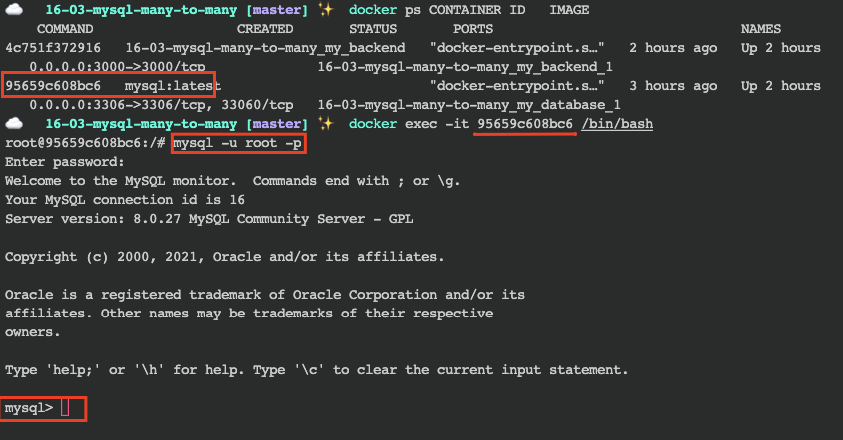 ☁️  16-03-mysql-many-to-many [master] ✨  docker ps CONTAINER ID   IMAGE
COMMAND                  CREATED       STATUS       PORTS                               NAMES
4c751f372916   16-03-mysql-many-to-many_my_backend   "docker-entrypoint.s…"   2 hours ago   Up 2 hours
0.0.0.0:3000->3000/tcp              16-03-mysql-many-to-many_my_backend_1
95659c608bc6   mysql:latest                          "docker-entrypoint.s…"   3 hours ago   Up 2 hours
0.0.0.0:3306->3306/tcp, 33060/tcp   16-03-mysql-many-to-many_my_database_1
☁️  16-03-mysql-many-to-many [master] ✨  docker exec -it 95659c608bc6 /bin/bash
root@95659c608bc6:/# mysql -u root -p
Enter password:
Welcome to the MySQL monitor.  Commands end with ; or \g.
Your MySQL connection id is 16
Server version: 8.0.27 MySQL Community Server - GPL
Copyright (c) 2000, 2021, Oracle and/or its affiliates.
Oracle is a registered trademark of Oracle Corporation and/or its
affiliates. Other names may be trademarks of their respective
owners.
Type 'help;' or '\h' for help. Type '\c' to clear the current input statement.
mysql>